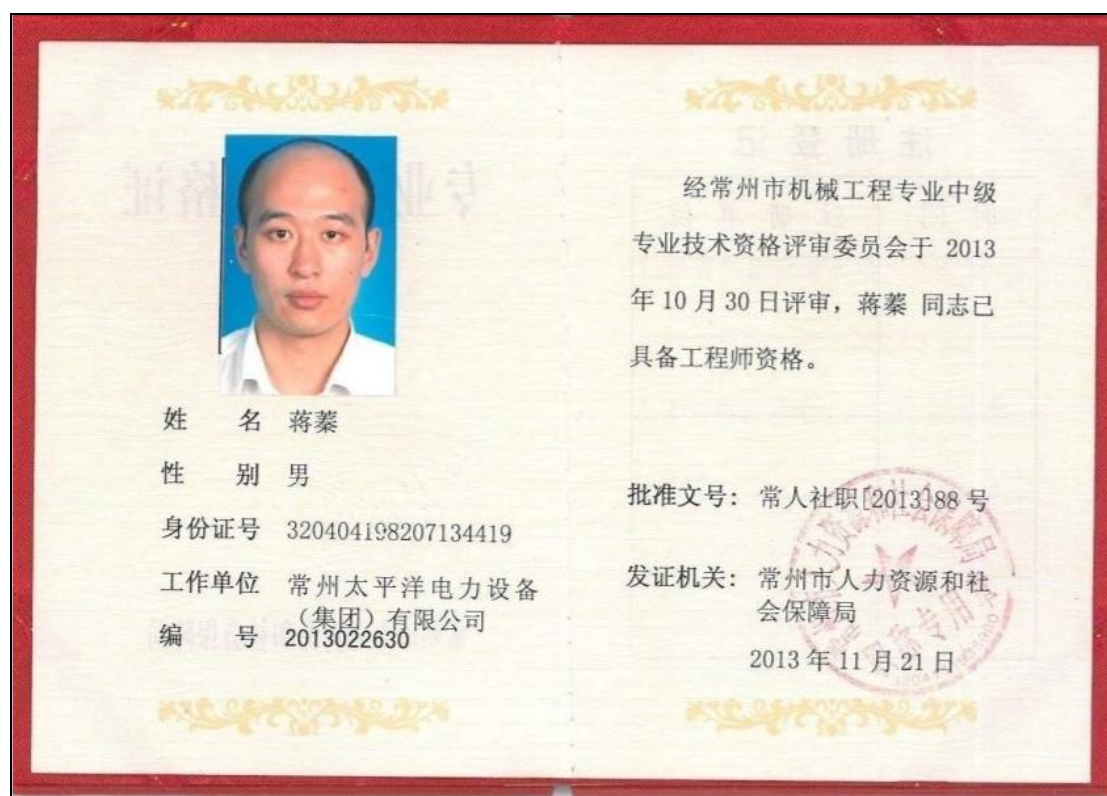 姓 名 蒋蓁
性 别 男
身份证号 320404198207134419
工作单位 常州太平洋电力设备
（集团）有限公司
编 号 2013022630
经常州市机械工程专业中级
专业技术资格评审委员会于 2013
年 10 月 30 日评审，蒋蓁 同志已
具备工程师资格。
批准文号：常人社职[2013]88 号
发证机关：常州市人力资源和社
会保障局
2013 年 11 月 21 日